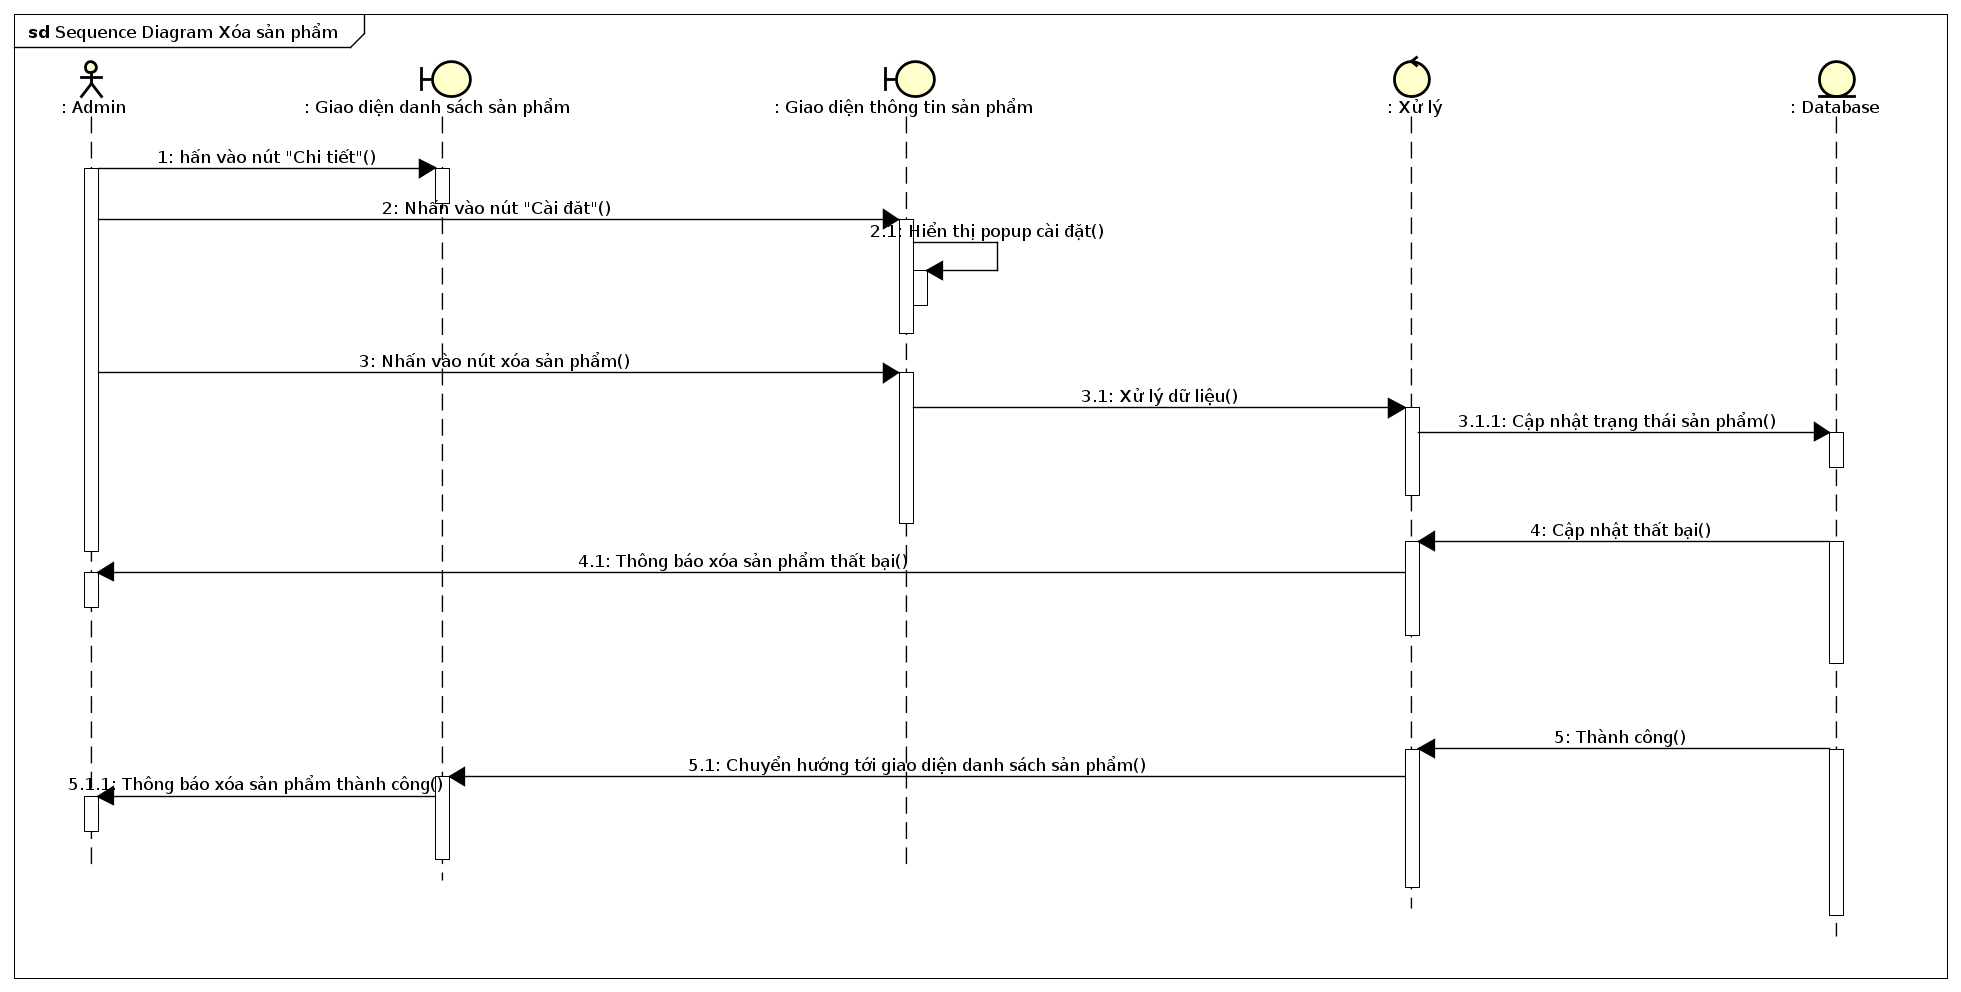 sd Sequence Diagram Xóa sản phẩm
: Admin
: Giao diện danh sách sản phẩm
: Giao diện thông tin sản phẩm
: Xử lý
: Database
1: hấn vào nút "Chi tiết"()
2: Nhấn vào nút "Cài đăt"()
2.1: Hiển thị popup cài đặt()
3: Nhấn vào nút xóa sản phẩm()
3.1: Xử lý dữ liệu()
3.1.1: Cập nhật trạng thái sản phẩm()
4: Cập nhật thất bại()
4.1: Thông báo xóa sản phẩm thất bại()
5: Thành công()
5.1: Chuyển hướng tới giao diện danh sách sản phẩm()
5.1.1: Thông báo xóa sản phẩm thành công()